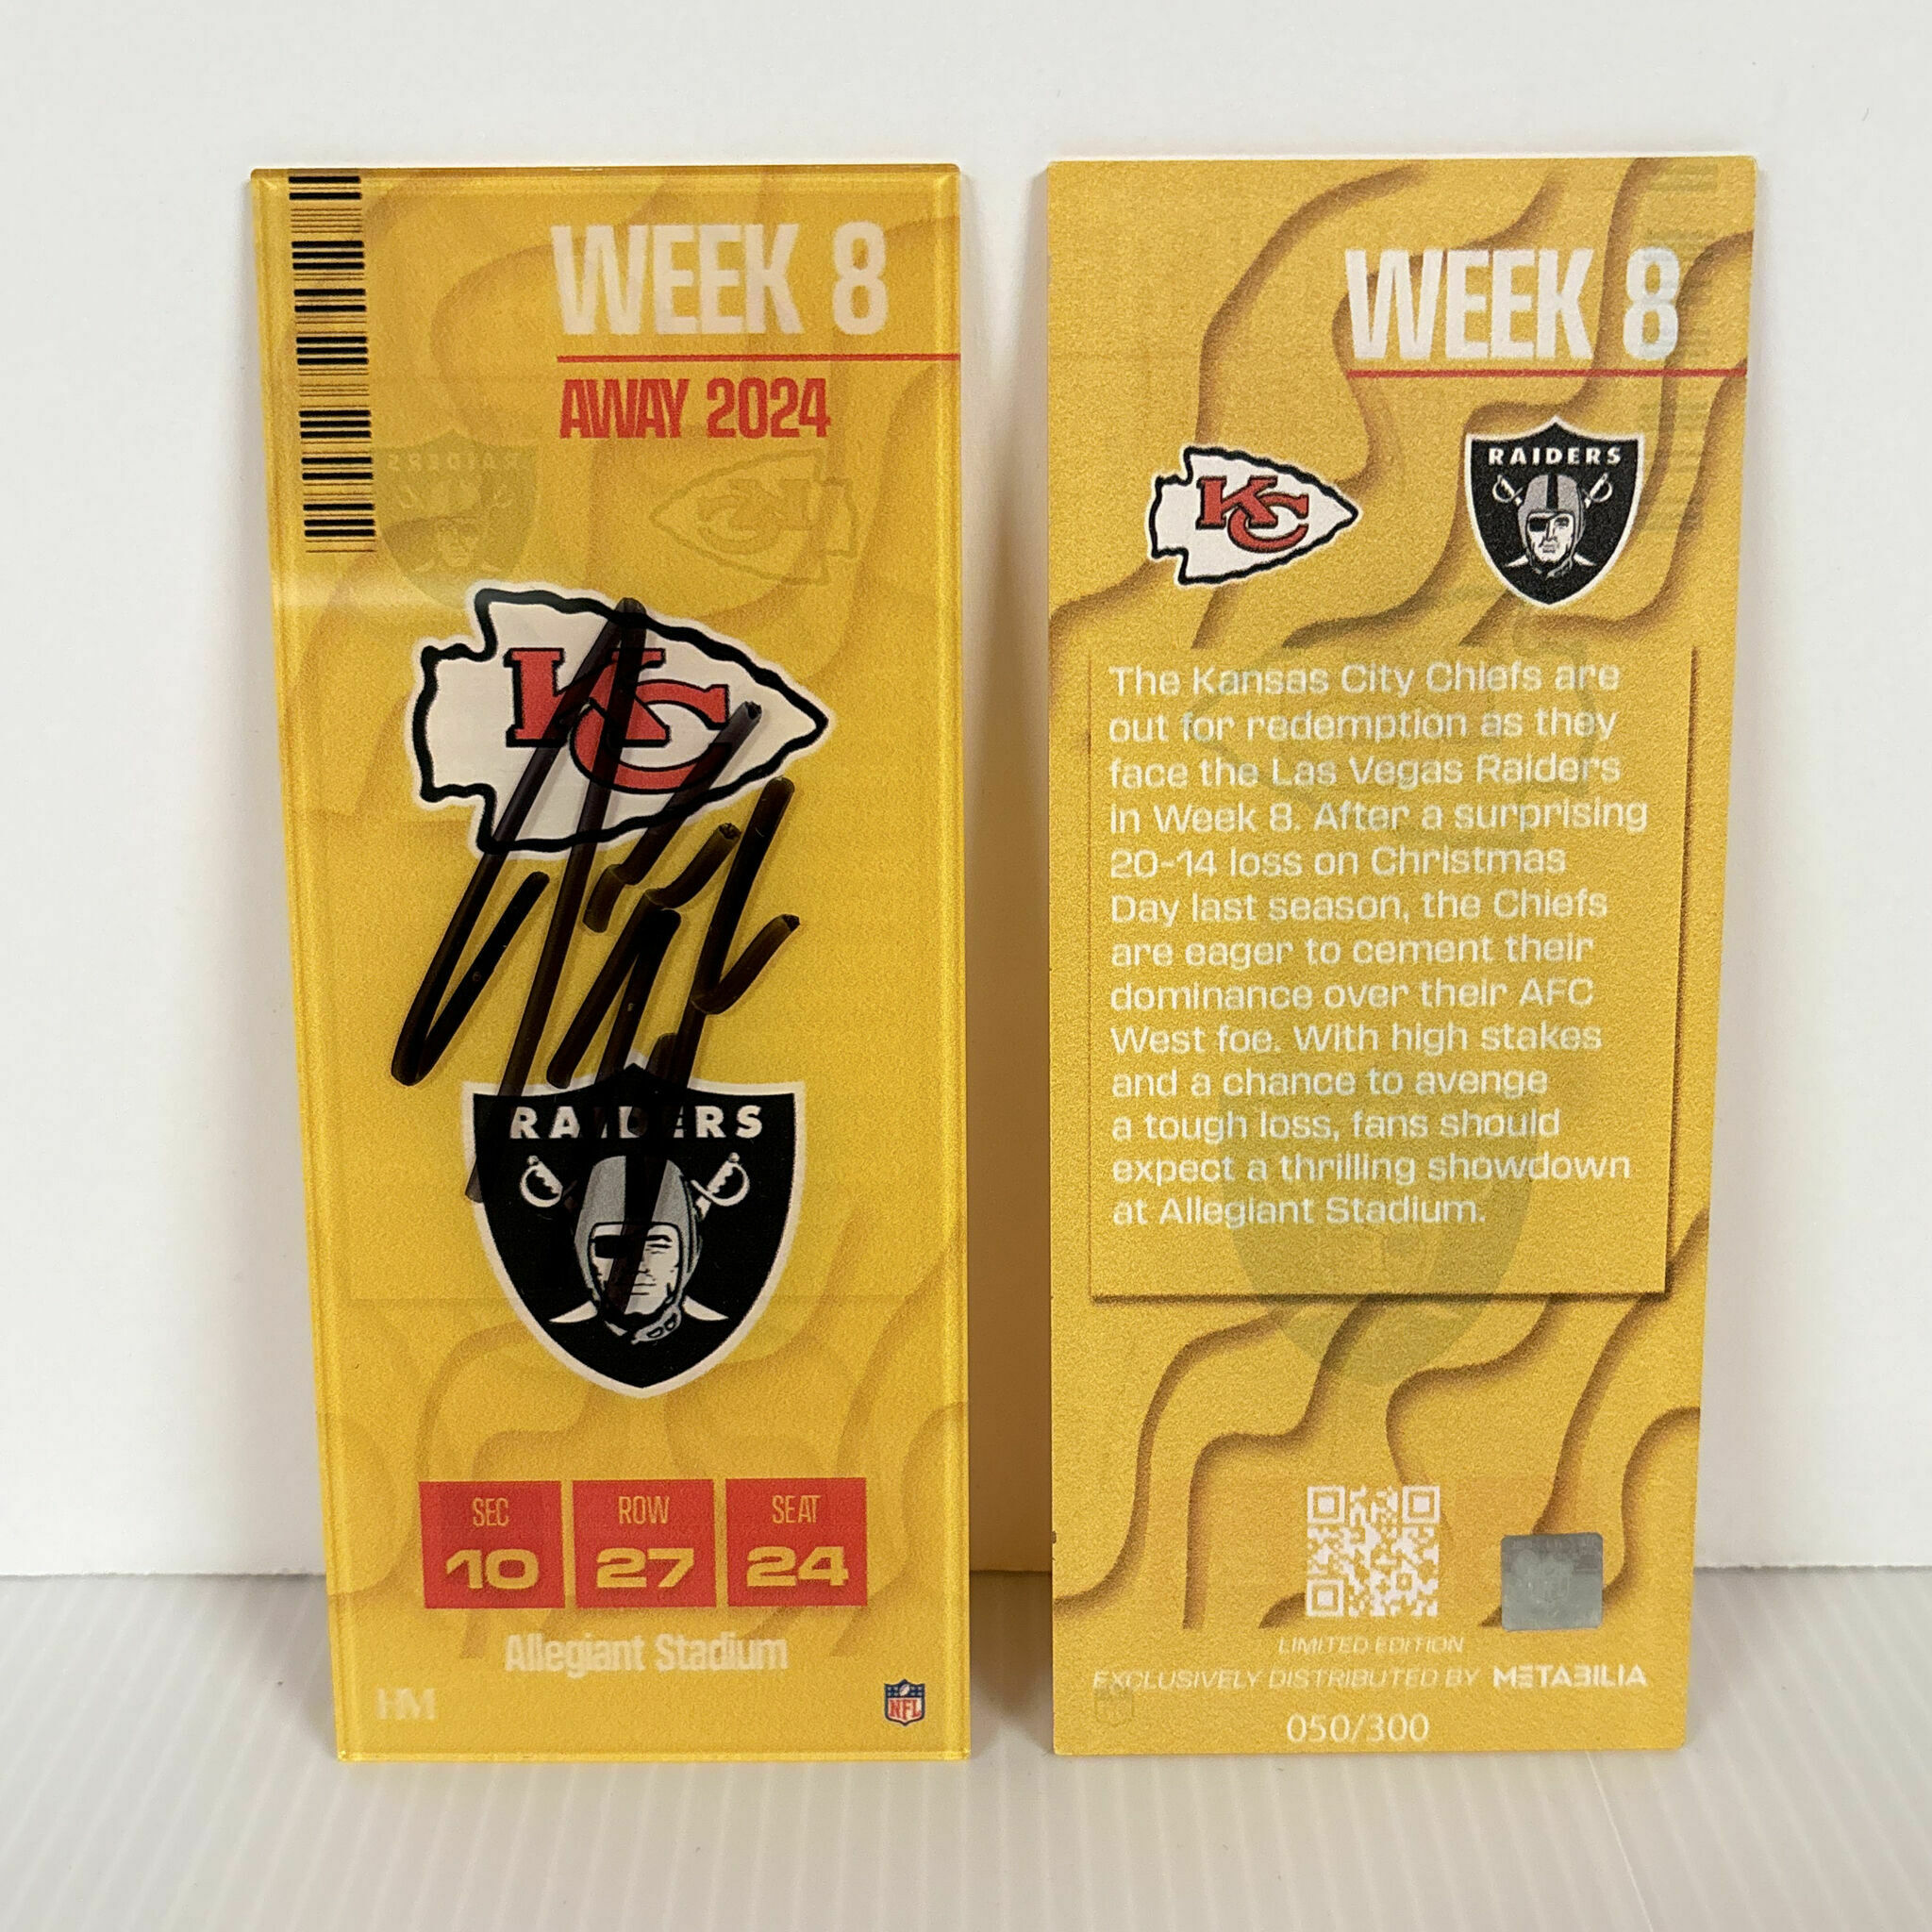 WEEK 8
AWAY 2024
KC
RAIDERS
SEC
10
ROW
27
SEAT
24
Allegiant Stadium
HM
NFL
WEEK 8
KC
RAIDERS
The Kansas City Chiefs are
out for redemption as they
face the Las Vegas Raiders
in Week 8. After a surprising
20-14 loss on Christmas
Day last season, the Chiefs
are eager to cement their
dominance over their AFC
West foe. With high stakes
and a chance to avenge
a tough loss, fans should
expect a thrilling showdown
at Allegiant Stadium.
LIMITED EDITION
EXCLUSIVELY DISTRIBUTED BY METABILIA
050/300